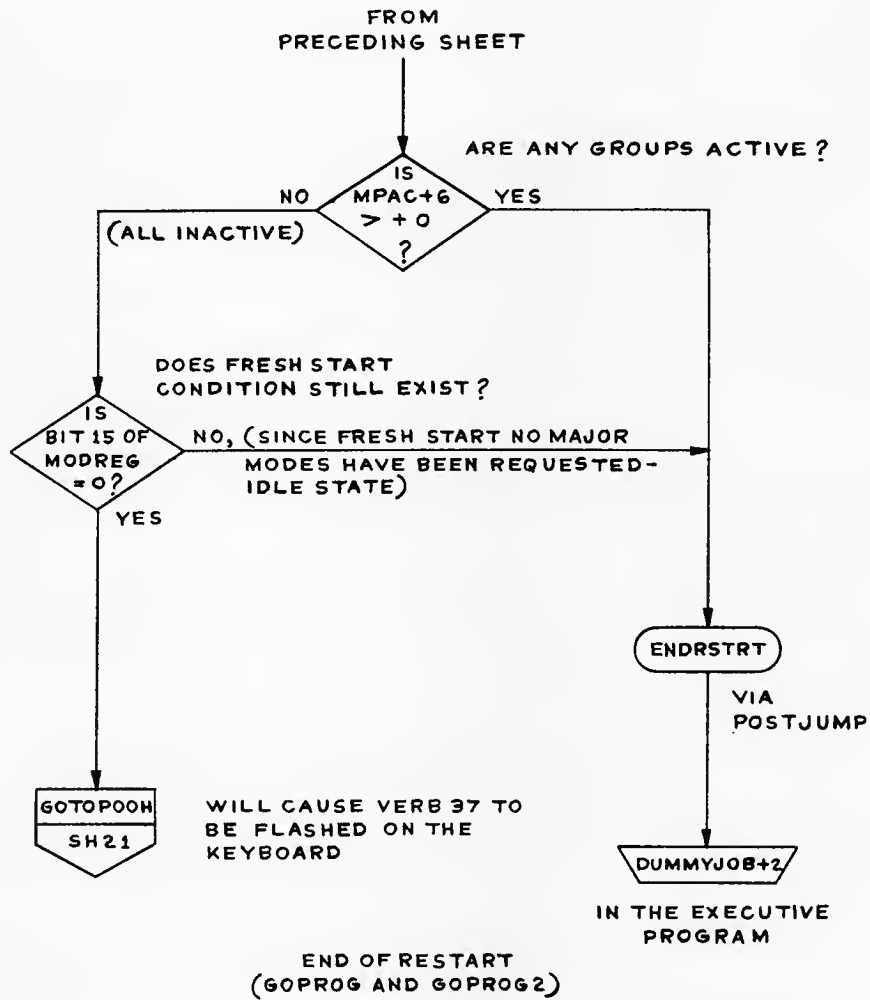 FROM
PRECEDING SHEET
ARE ANY GROUPS ACTIVE?
IS
MPAC+6
> +0
?
NO
YES
(ALL INACTIVE)
DOES FRESH START
CONDITION STILL EXIST?
IS
BIT 15 OF
MODREG
=0?
NO, (SINCE FRESH START NO MAJOR
MODES HAVE BEEN REQUESTED-
IDLE STATE)
YES
ENDRSTRT
VIA
POSTJUMP
GOTOPOOH
SH21
WILL CAUSE VERB 37 TO
BE FLASHED ON THE
KEYBOARD
DUMMYJOB+2
IN THE EXECUTIVE
PROGRAM
END OF RESTART
(GOPROG AND GOPROG2)